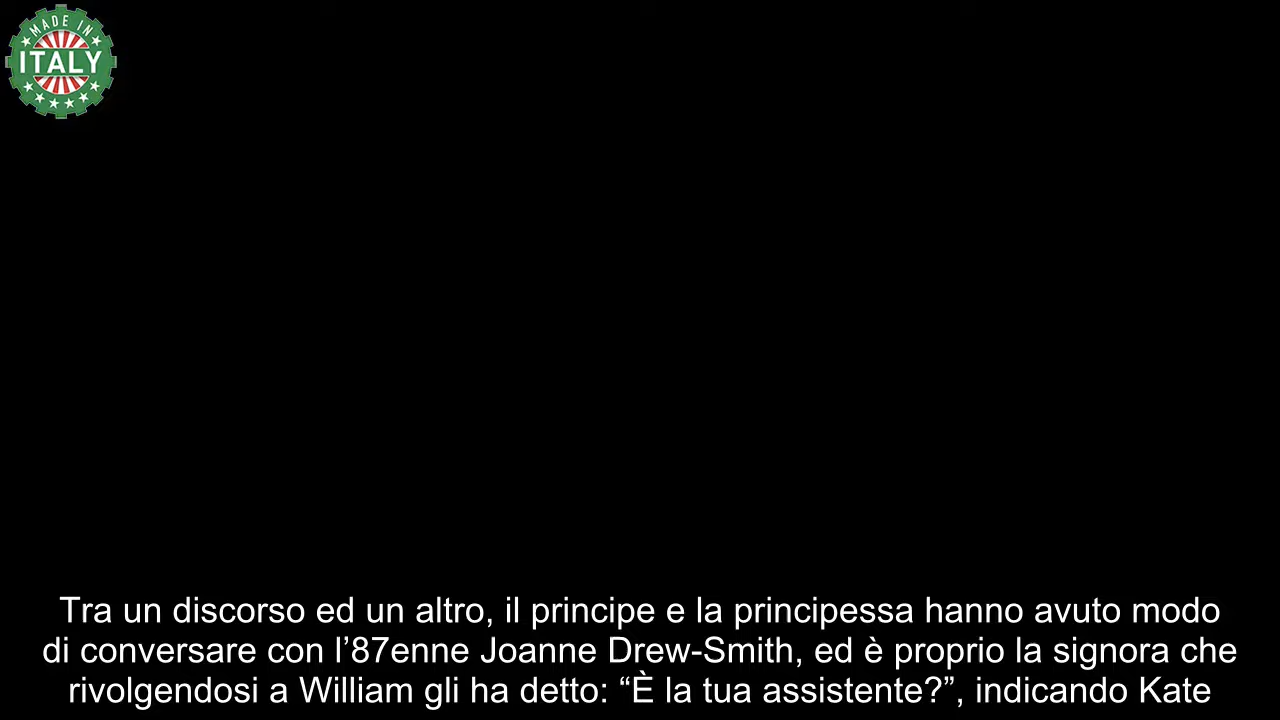 MADE IN
ITALY
Tra un discorso ed un altro, il principe e la principessa hanno avuto modo
di conversare con l’87enne Joanne Drew-Smith, ed è proprio la signora che
rivolgendosi a William gli ha detto: “È la tua assistente?”, indicando Kate